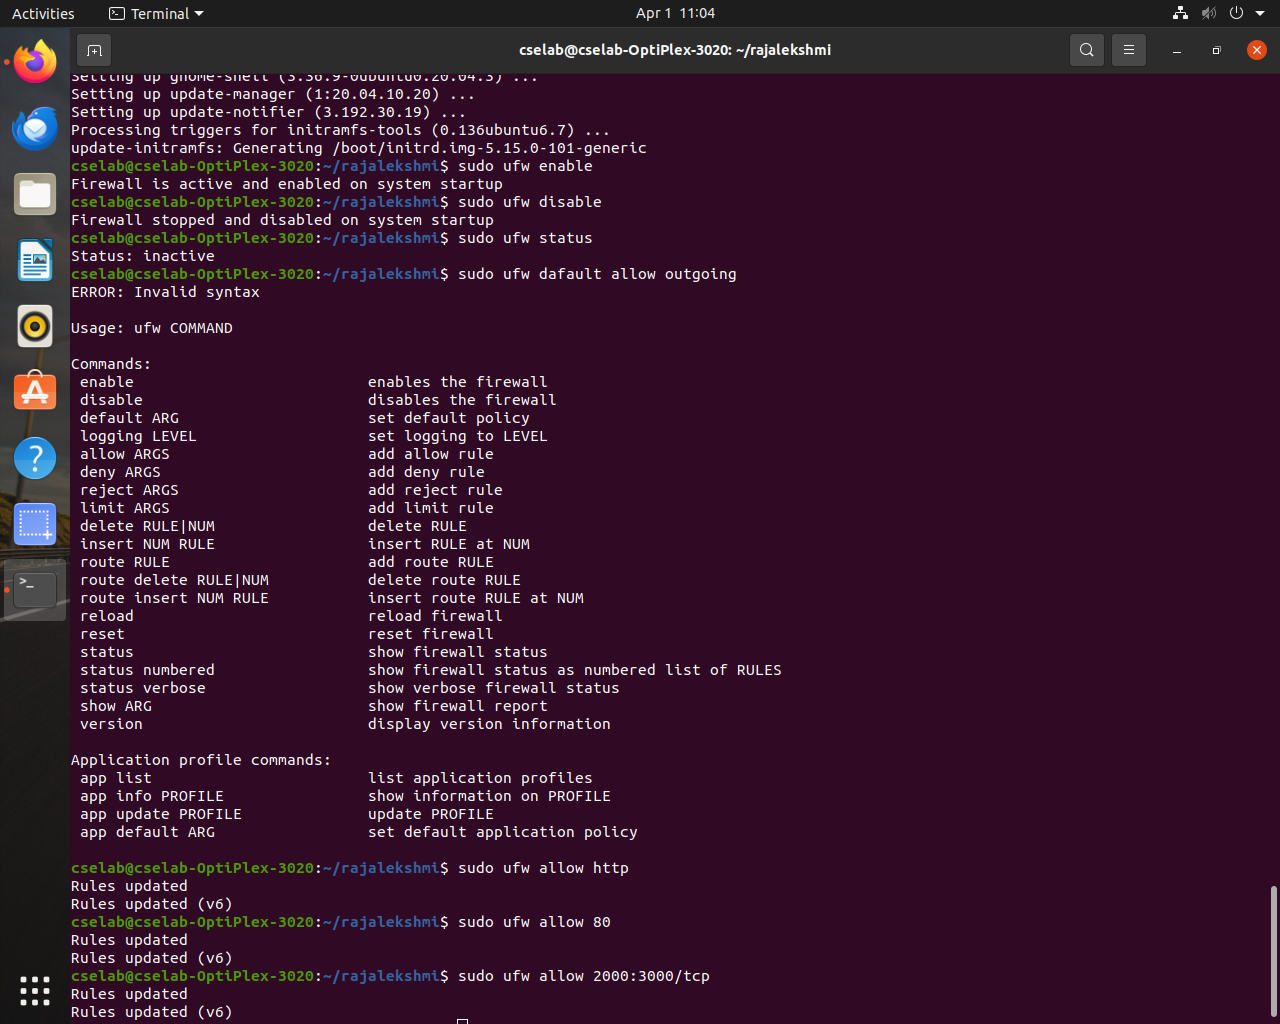 Activities Terminal Apr 1 11:04
cselab@cselab-OptiPlex-3020: ~/rajalekshmi
Setting up gnome-shell (3.36.9-0ubuntu0.20.04.3) ...
Setting up update-manager (1:20.04.10.20) ...
Setting up update-notifier (3.192.30.19) ...
Processing triggers for initramfs-tools (0.136ubuntu6.7) ...
update-initramfs: Generating /boot/initrd.img-5.15.0-101-generic
cselab@cselab-OptiPlex-3020:~/rajalekshmi$ sudo ufw enable
Firewall is active and enabled on system startup
cselab@cselab-OptiPlex-3020:~/rajalekshmi$ sudo ufw disable
Firewall stopped and disabled on system startup
cselab@cselab-OptiPlex-3020:~/rajalekshmi$ sudo ufw status
Status: inactive
cselab@cselab-OptiPlex-3020:~/rajalekshmi$ sudo ufw dafault allow outgoing
ERROR: Invalid syntax
Usage: ufw COMMAND
Commands:
enable enables the firewall
disable disables the firewall
default ARG set default policy
logging LEVEL set logging to LEVEL
allow ARGS add allow rule
deny ARGS add deny rule
reject ARGS add reject rule
limit ARGS add limit rule
delete RULE|NUM delete RULE
insert NUM RULE insert RULE at NUM
route RULE add route RULE
route delete RULE|NUM delete route RULE
route insert NUM RULE insert route RULE at NUM
reload reload firewall
reset reset firewall
status show firewall status
status numbered show firewall status as numbered list of RULES
status verbose show verbose firewall status
show ARG show firewall report
version display version information
Application profile commands:
app list list application profiles
app info PROFILE show information on PROFILE
app update PROFILE update PROFILE
app default ARG set default application policy
cselab@cselab-OptiPlex-3020:~/rajalekshmi$ sudo ufw allow http
Rules updated
Rules updated (v6)
cselab@cselab-OptiPlex-3020:~/rajalekshmi$ sudo ufw allow 80
Rules updated
Rules updated (v6)
cselab@cselab-OptiPlex-3020:~/rajalekshmi$ sudo ufw allow 2000:3000/tcp
Rules updated
Rules updated (v6)